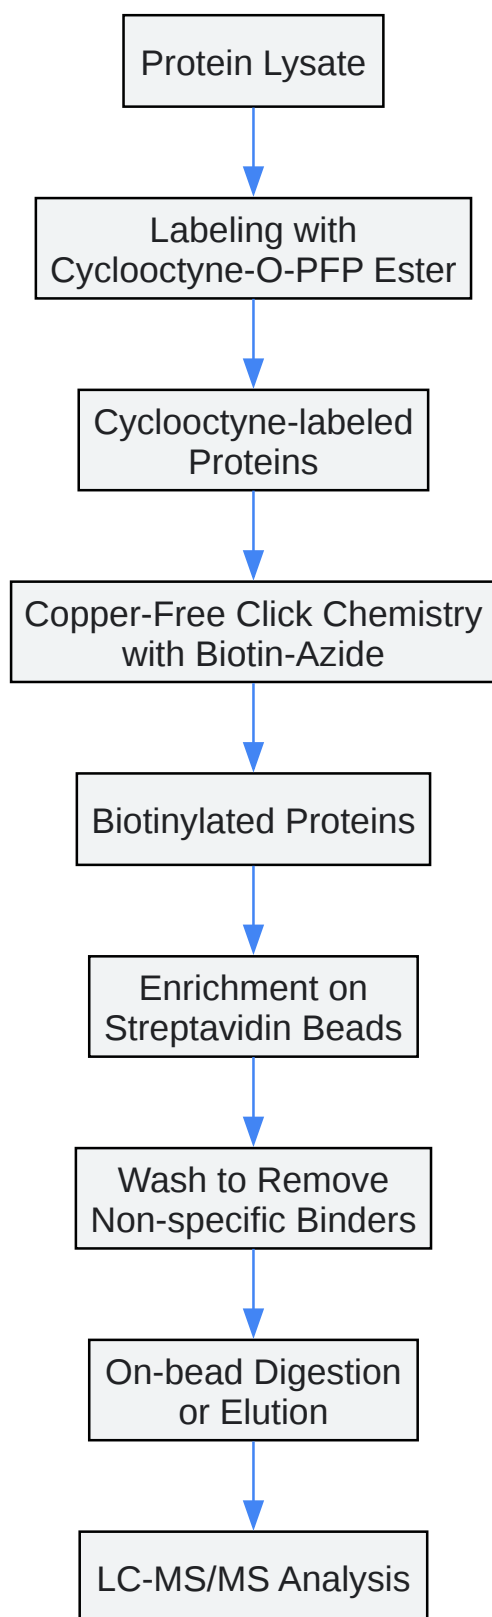 Protein Lysate
Labeling with
Cyclooctyne-O-PFP Ester
Cyclooctyne-labeled
Proteins
Copper-Free Click Chemistry
with Biotin-Azide
Biotinylated Proteins
Enrichment on
Streptavidin Beads
Wash to Remove
Non-specific Binders
On-bead Digestion
or Elution
LC-MS/MS Analysis